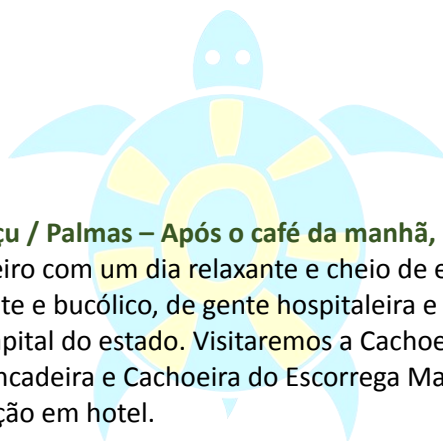 çu / Palmas – Após o café da manhã,
eiro com um dia relaxante e cheio de e
te e bucólico, de gente hospitaleira e
pital do estado. Visitaremos a Cachoe
ncadeira e Cachoeira do Escorrega Ma
ção em hotel.